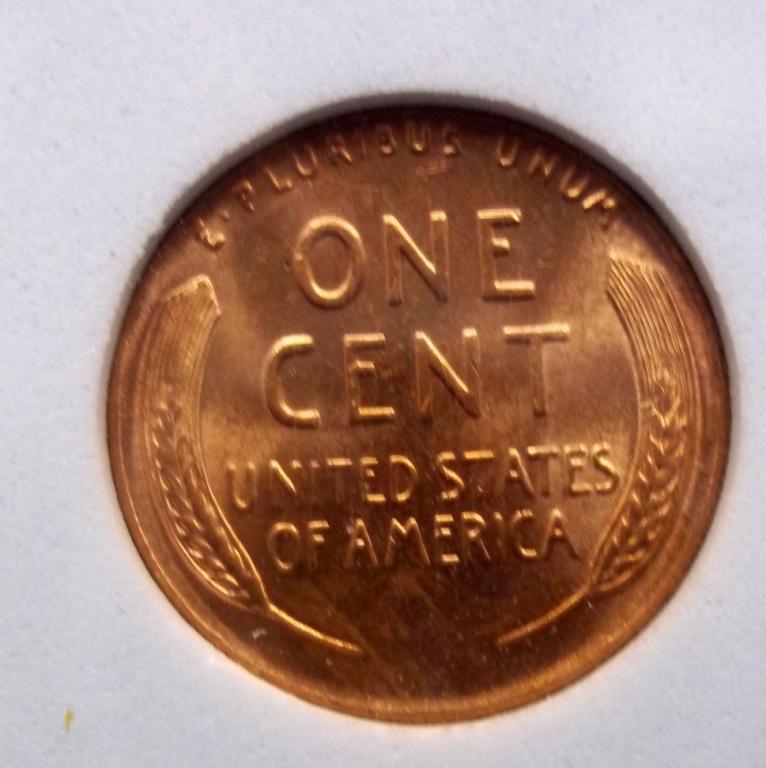 E·PLURIBUS UNUM
ONE
CENT
UNITED STATES
OF AMERICA